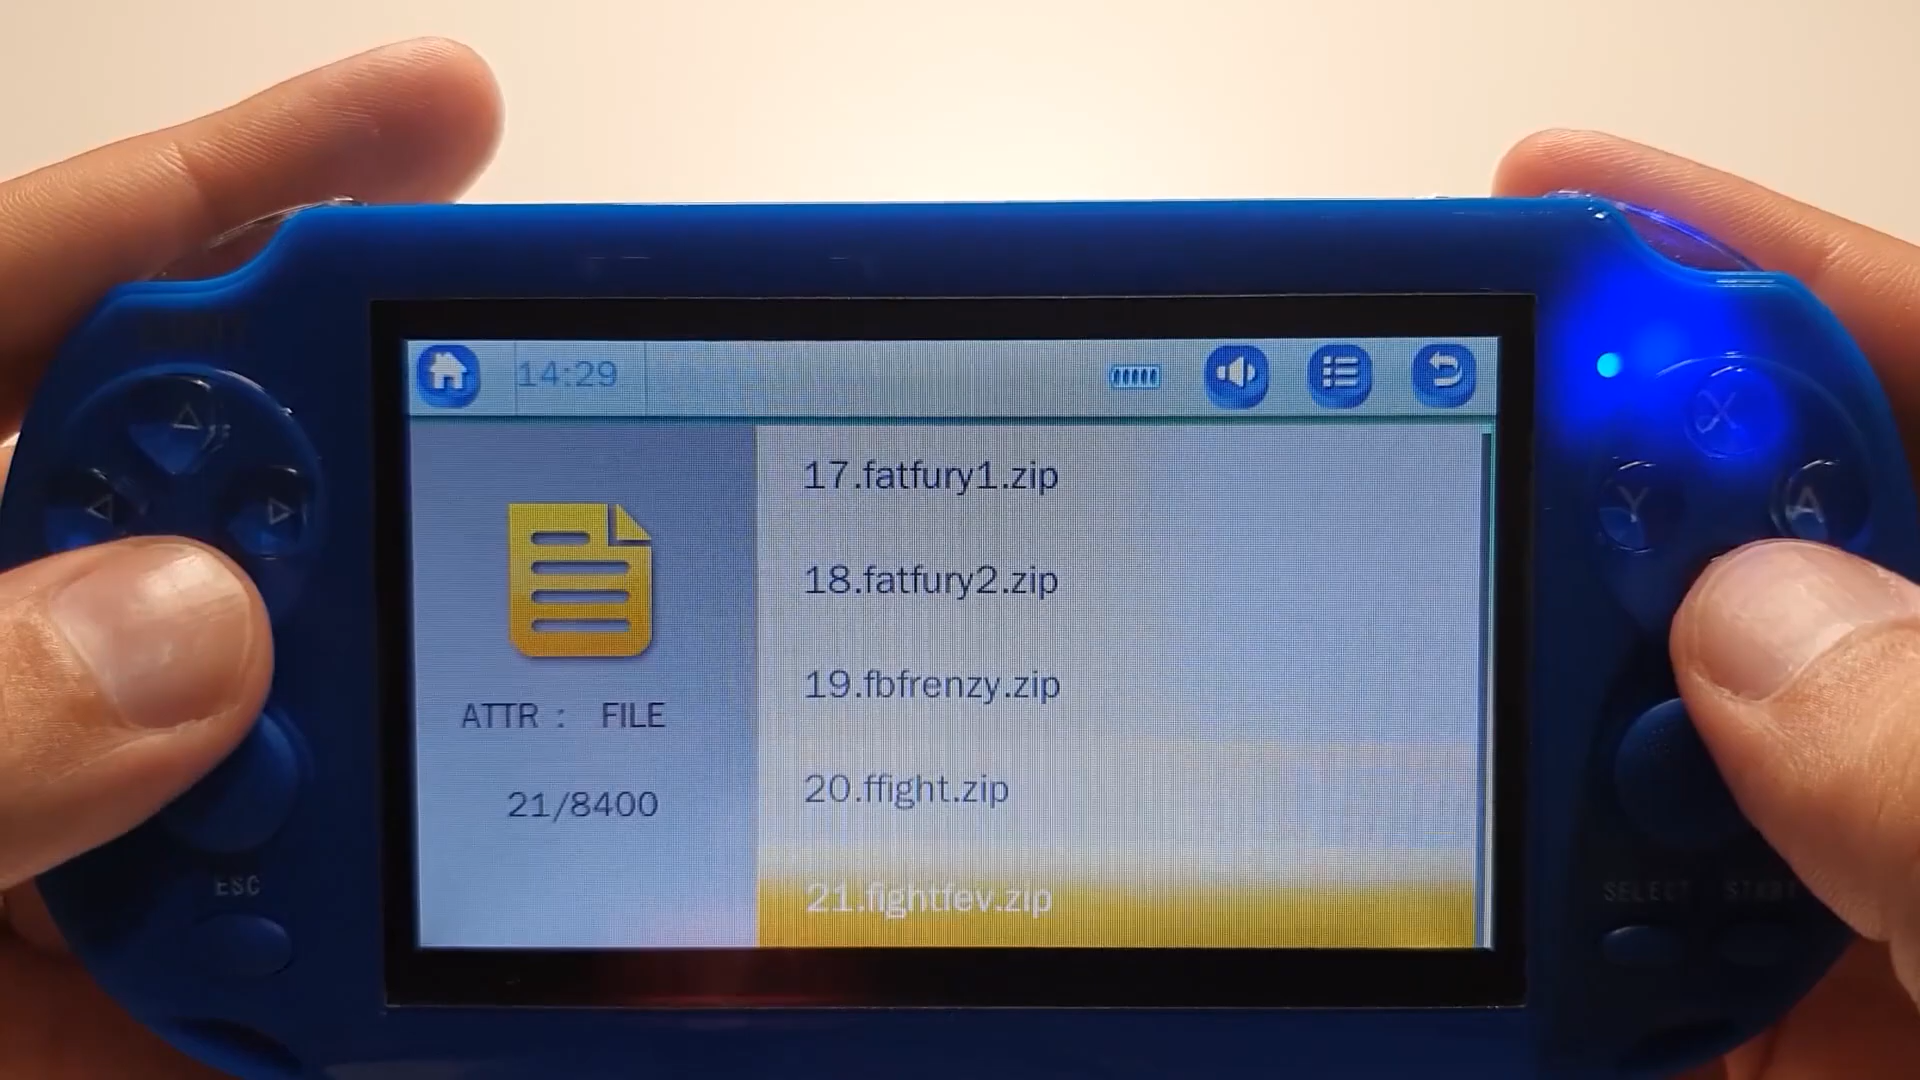 14:29
17.fatfury1.zip
18.fatfury2.zip
19.fbfrenzy.zip
20.ffight.zip
21.fightfev.zip
ATTR : FILE
21/8400
X
Y
A
ESC
SELECT START